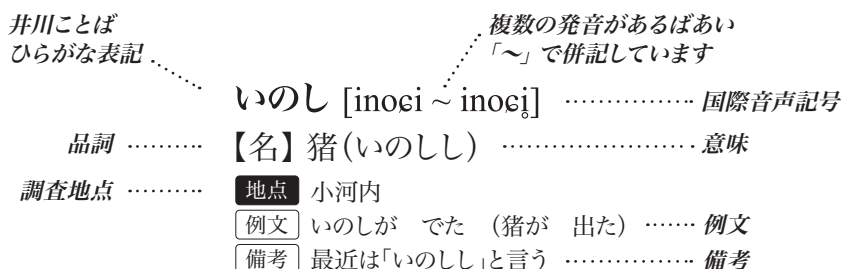 井川ことば
ひらがな表記
複数の発音があるばあい
「～」で併記しています
いのし [inoɕi ~ inoɕi̥] 国際音声記号
品詞 【名】猪（いのしし） 意味
調査地点 地点 小河内
例文 いのしが　でた　（猪が　出た） 例文
備考 最近は「いのしし」と言う 備考